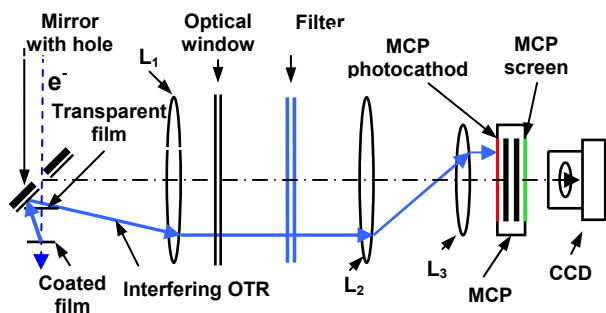 Mirror
with hole
Optical
window
Filter
MCP
photocathod
MCP
screen
L1
e-
Transparent
film
Coated
film
Interfering OTR
L2
L3
MCP
CCD